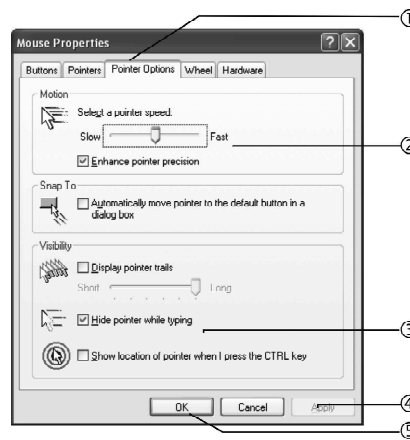 ①
Mouse Properties
Buttons Pointers Pointer Options Wheel Hardware
Motion
Select a pointer speed.
Slow Fast
②
Enhance pointer precision
Snap To
Automatically move pointer to the default button in a
dialog box
Visibility
Display pointer trails
Short Long
Hide pointer while typing
③
Show location of pointer when I press the CTRL key
OK Cancel Apply
④
⑤